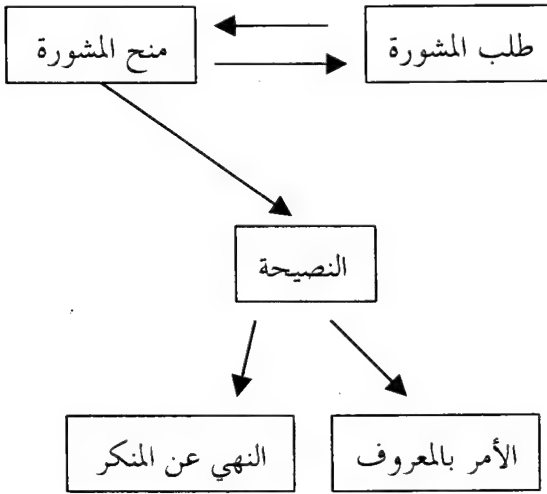 طلب المشورة
منح المشورة
النصيحة
الأمر بالمعروف
النهي عن المنكر